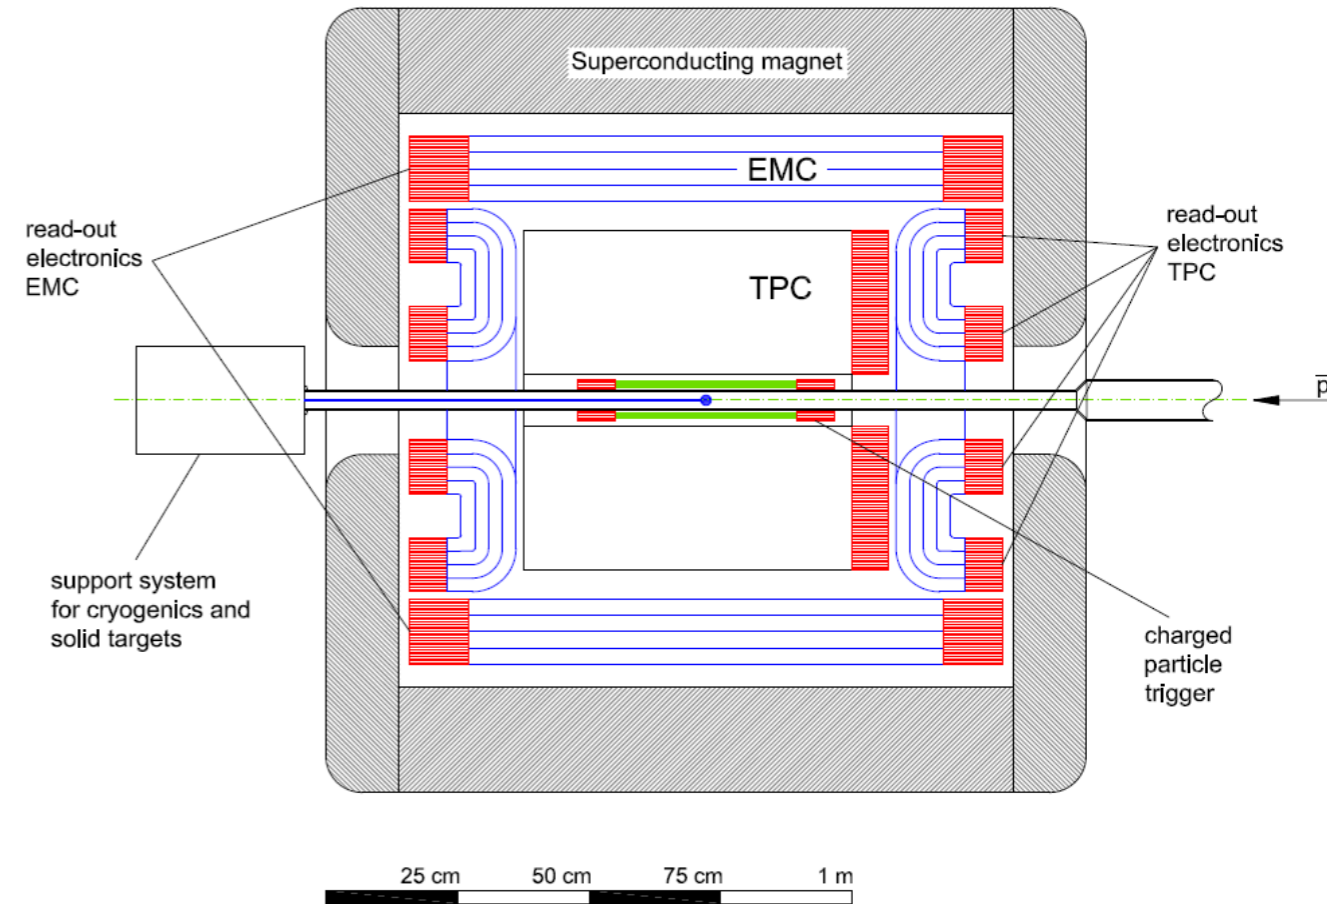 Superconducting magnet
EMC
read-out
electronics
EMC
read-out
electronics
TPC
TPC
p̅
support system
for cryogenics and
solid targets
charged
particle
trigger
25 cm
50 cm
75 cm
1 m